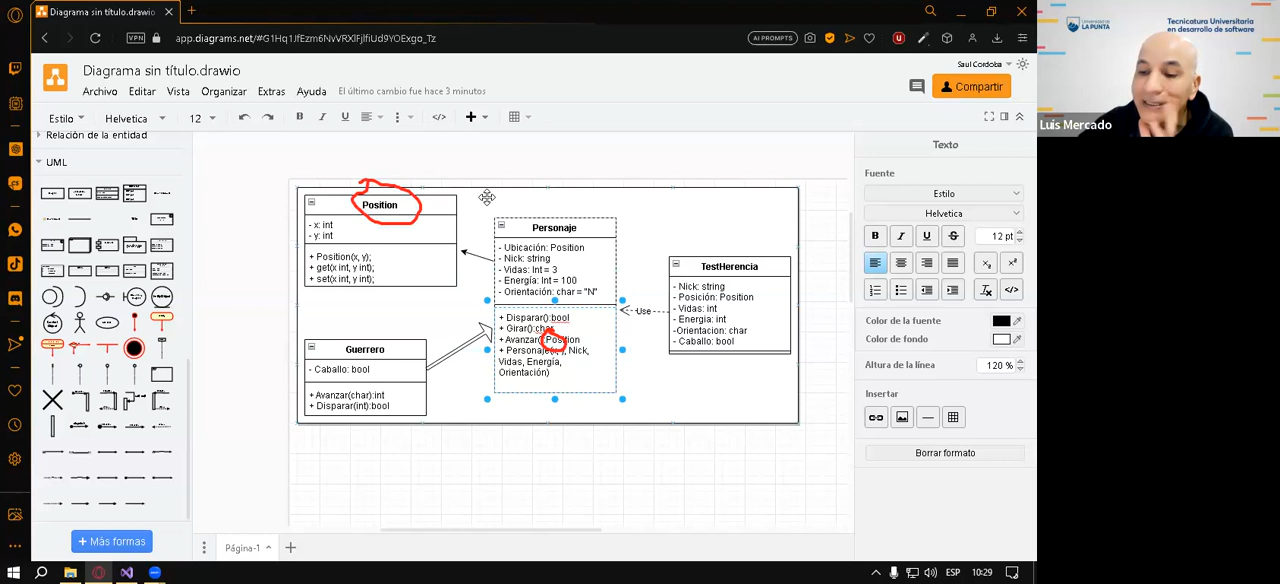 Diagrama sin título.drawio
VPN
app.diagrams.net/#G1Hq1JfEzm6NvVRXlFjlfiUd9YOExgo_Tz
AI PROMPTS
Diagrama sin título.drawio
Saul Cordoba
Archivo Editar Vista Organizar Extras Ayuda El último cambio fue hace 3 minutos
Compartir
Estilo Helvetica 12
B I U
Relación de la entidad
UML
Position
- x: int
- y: int
+ Position(x, y);
+ get(x int, y int);
+ set(x int, y int);
Personaje
- Ubicación: Position
- Nick: string
- Vidas: Int = 3
- Energía: Int = 100
- Orientación: char = "N"
+ Disparar():bool
+ Girar():char
+ Avanzar():Position
+ Personaje(x, y, Nick,
Vidas, Energía,
Orientación)
Use
TestHerencia
- Nick: string
- Posición: Position
- Vidas: int
- Energia: int
-Orientacion: char
- Caballo: bool
Guerrero
- Caballo: bool
+ Avanzar(char):int
+ Disparar(int):bool
Texto
Fuente
Estilo
Helvetica
B I U S 12 pt
Color de la fuente
Color de fondo
Altura de la línea 120 %
Insertar
Borrar formato
+ Más formas
Página-1
ESP 10:29
Universidad de
LA PUNTA
Tecnicatura Universitaria
en desarrollo de software
Luis Mercado